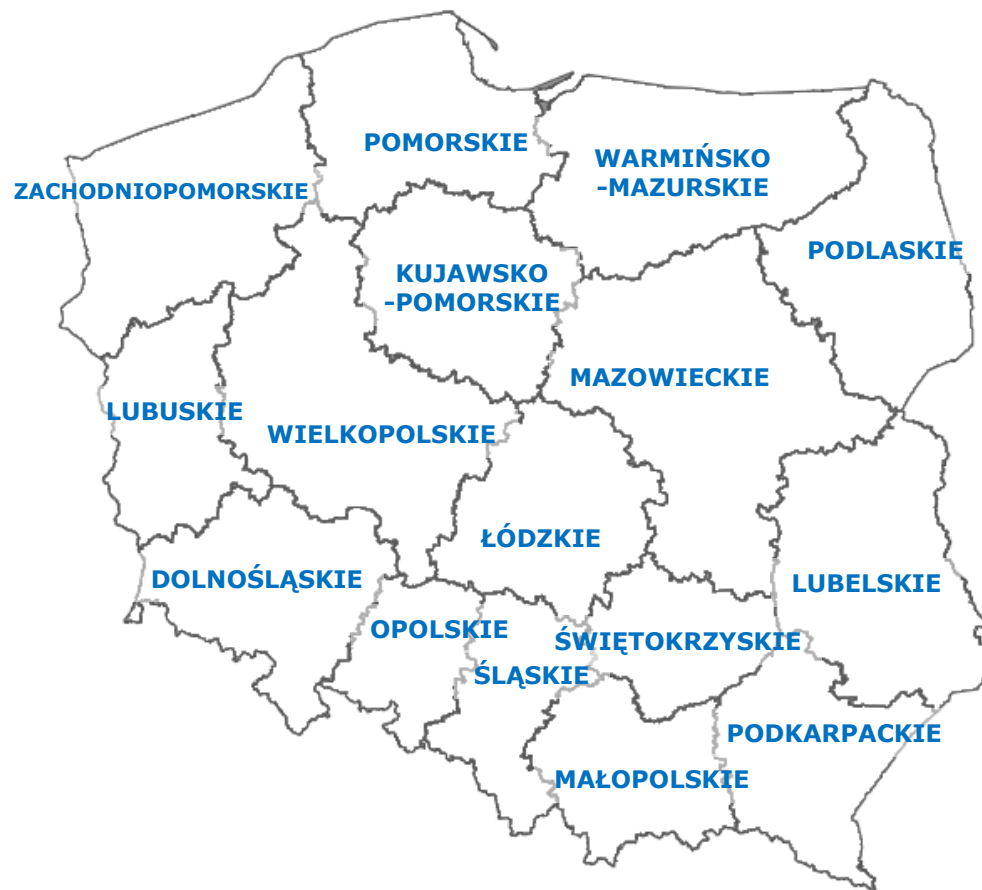 POMORSKIE
WARMIŃSKO
-MAZURSKIE
ZACHODNIOPOMORSKIE
PODLASKIE
KUJAWSKO
-POMORSKIE
MAZOWIECKIE
LUBUSKIE
WIELKOPOLSKIE
ŁÓDZKIE
DOLNOŚLĄSKIE
LUBELSKIE
OPOLSKIE
ŚWIĘTOKRZYSKIE
ŚLĄSKIE
PODKARPACKIE
MAŁOPOLSKIE